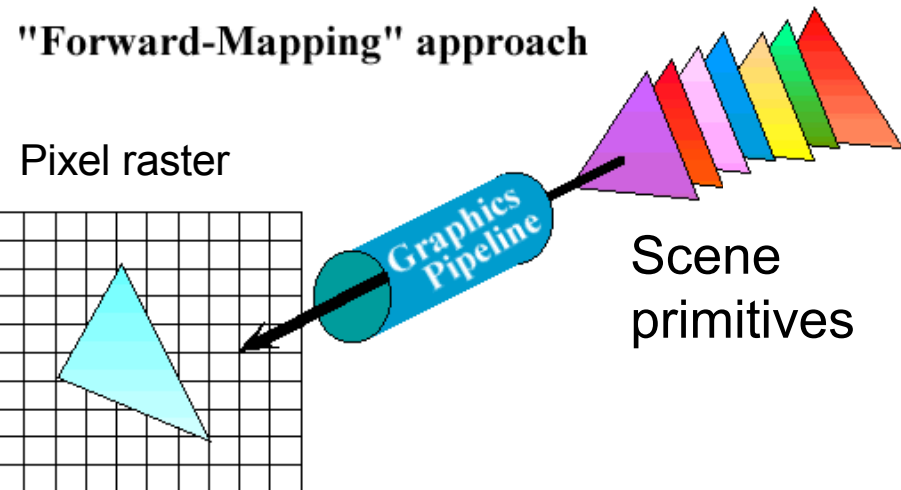 "Forward-Mapping" approach
Pixel raster
Graphics
Pipeline
Scene
primitives